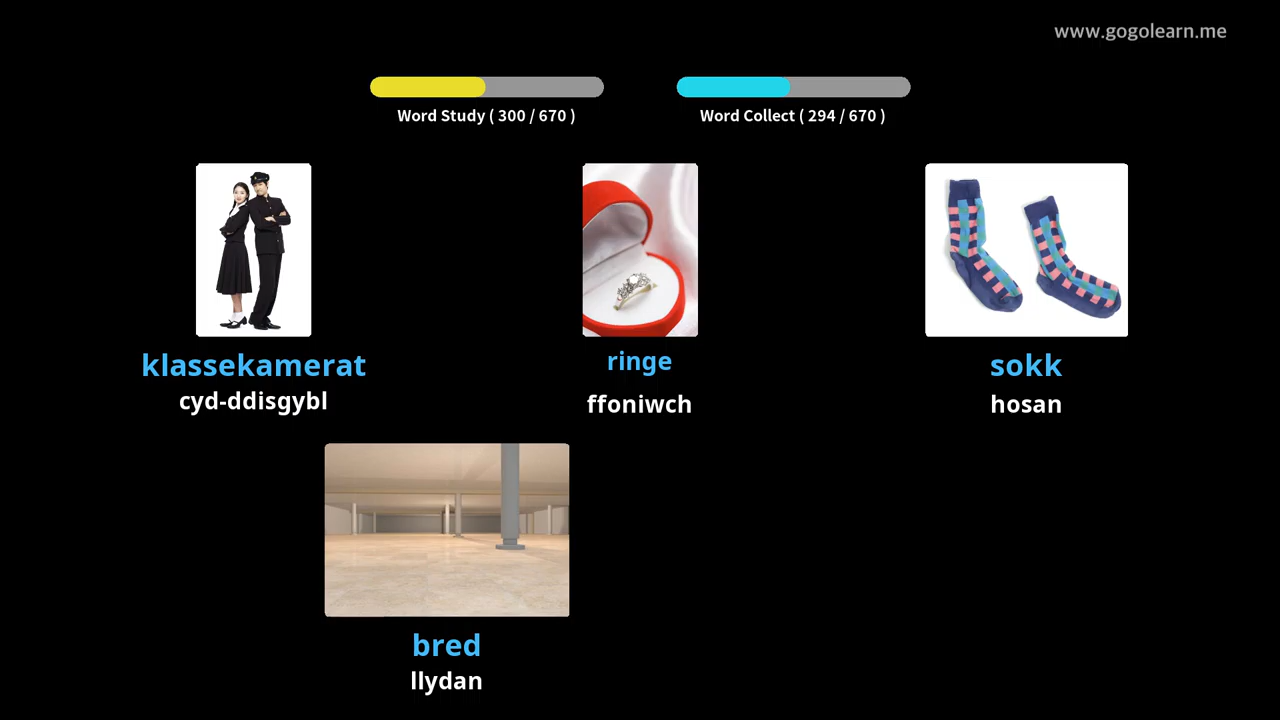 www.gogolearn.me
Word Study ( 300 / 670 )
Word Collect ( 294 / 670 )
klassekamerat
cyd-ddisgybl
ringe
ffoniwch
sokk
hosan
bred
llydan